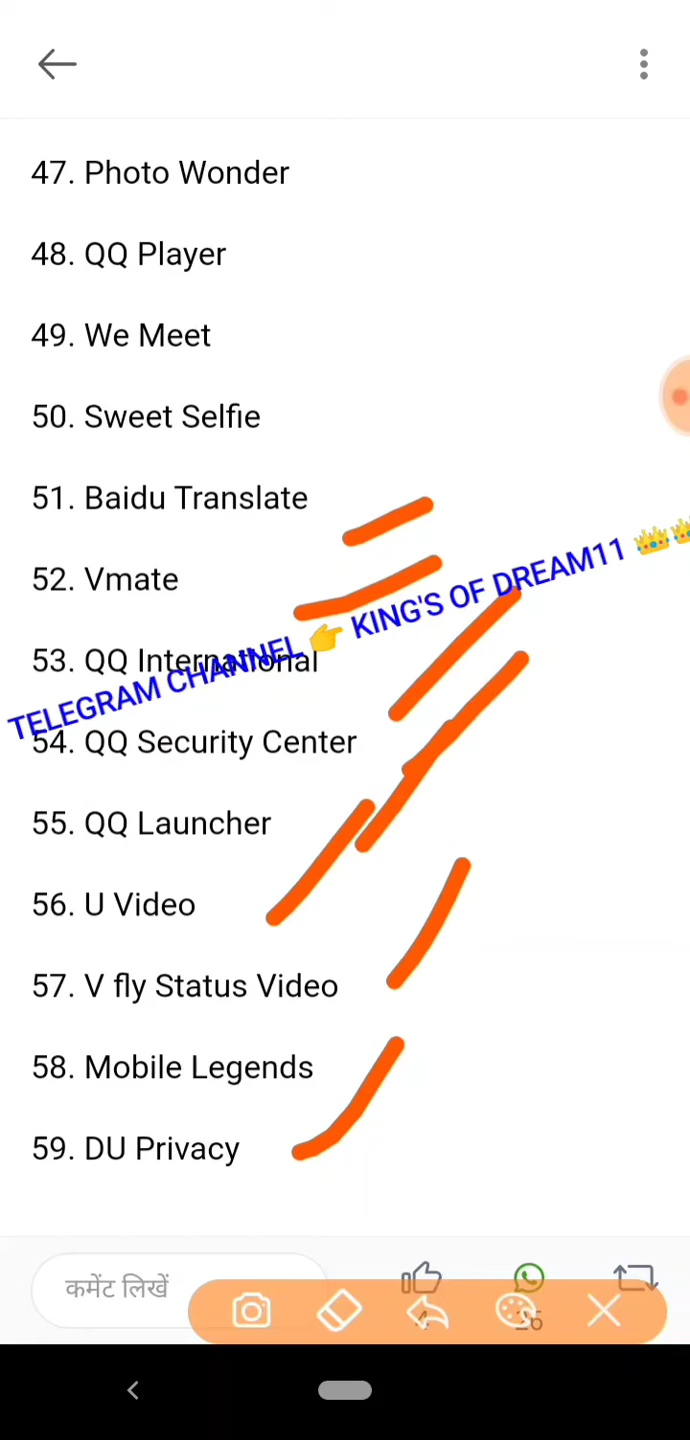 47. Photo Wonder
48. QQ Player
49. We Meet
50. Sweet Selfie
51. Baidu Translate
52. Vmate
53. QQ International
TELEGRAM CHANNEL 👉 KING'S OF DREAM11 👑👑
54. QQ Security Center
55. QQ Launcher
56. U Video
57. V fly Status Video
58. Mobile Legends
59. DU Privacy
कमेंट लिखें